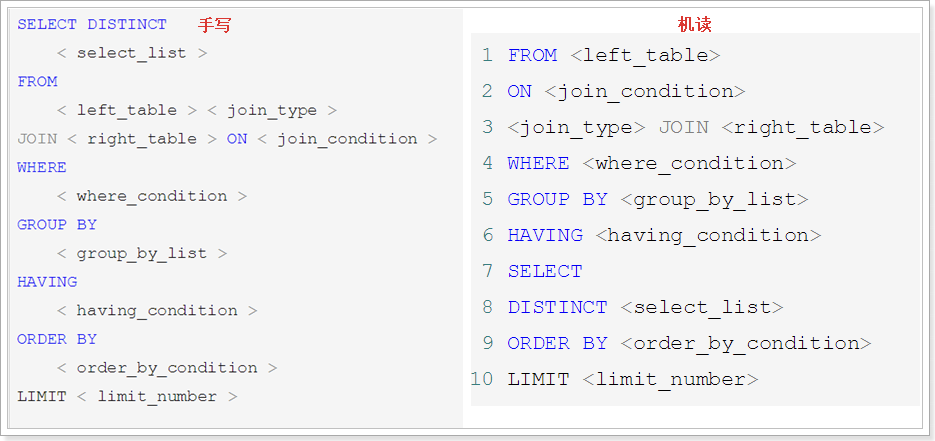 SELECT DISTINCT 手写
< select_list >
FROM
< left_table > < join_type >
JOIN < right_table > ON < join_condition >
WHERE
< where_condition >
GROUP BY
< group_by_list >
HAVING
< having_condition >
ORDER BY
< order_by_condition >
LIMIT < limit_number >
机读
1 FROM <left_table>
2 ON <join_condition>
3 <join_type> JOIN <right_table>
4 WHERE <where_condition>
5 GROUP BY <group_by_list>
6 HAVING <having_condition>
7 SELECT
8 DISTINCT <select_list>
9 ORDER BY <order_by_condition>
10 LIMIT <limit_number>